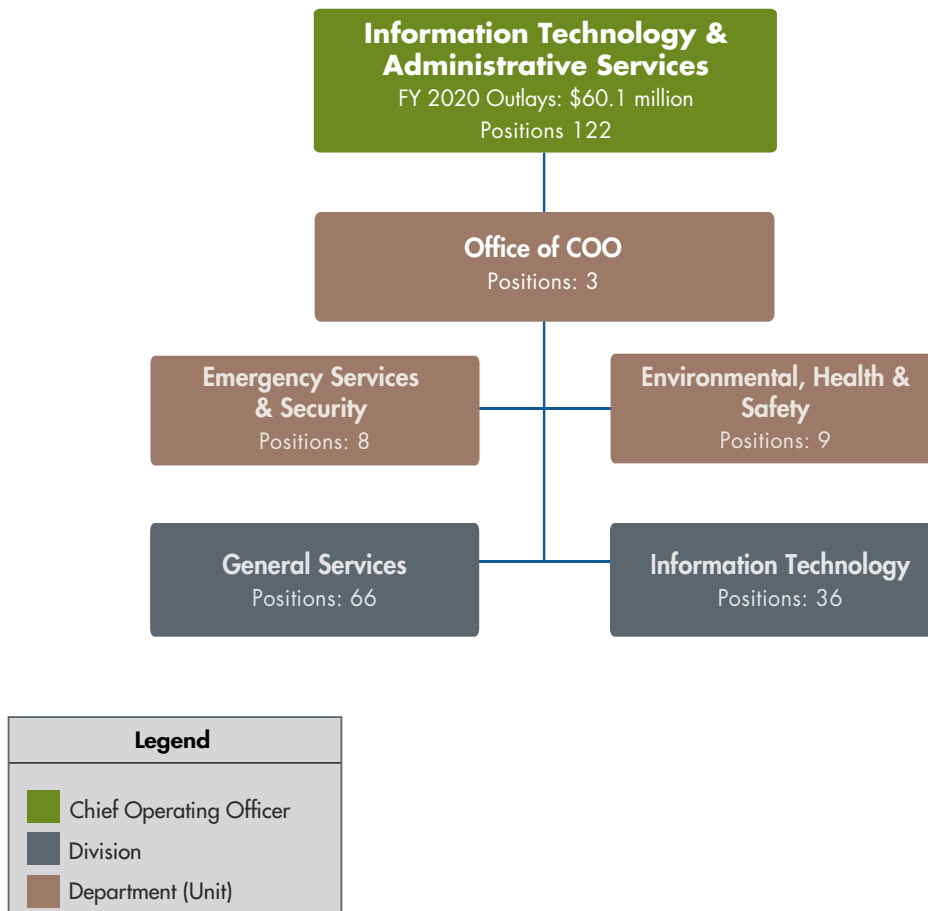 Information Technology &
Administrative Services
FY 2020 Outlays: $60.1 million
Positions 122
Office of COO
Positions: 3
Emergency Services
& Security
Positions: 8
Environmental, Health &
Safety
Positions: 9
General Services
Positions: 66
Information Technology
Positions: 36
Legend
Chief Operating Officer
Division
Department (Unit)